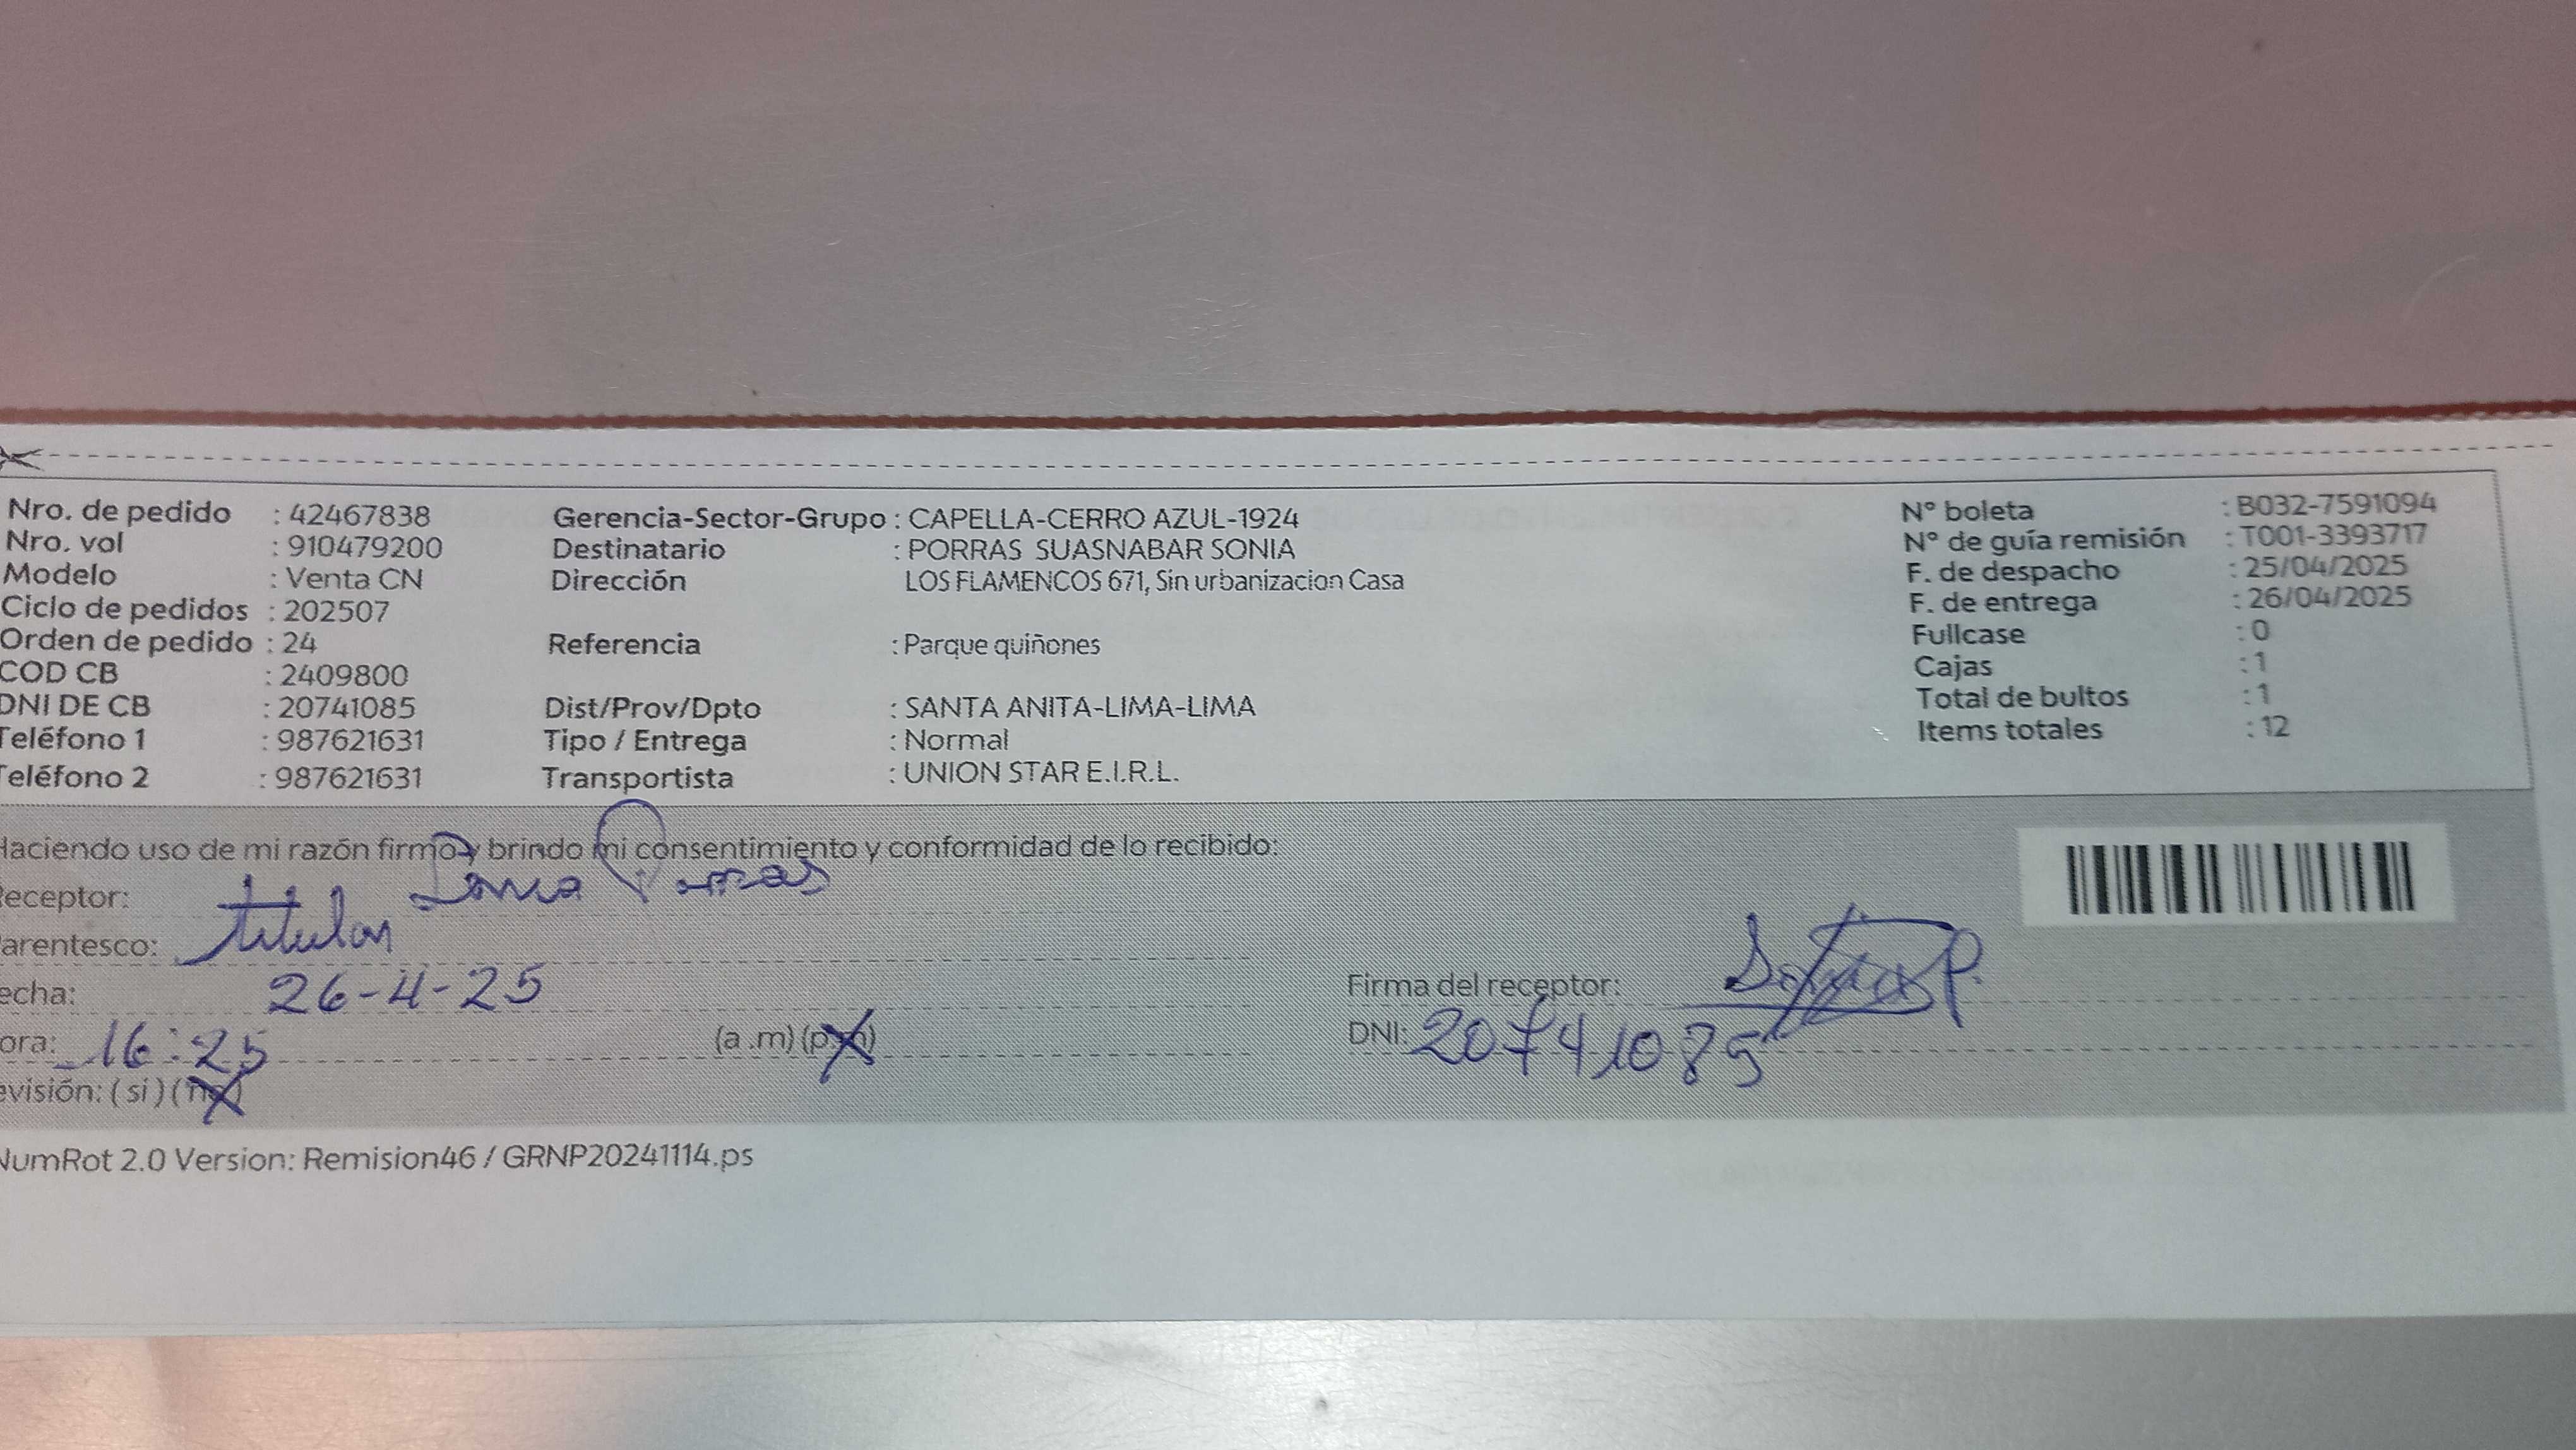 Nro. de pedido : 42467838 Gerencia-Sector-Grupo : CAPELLA-CERRO AZUL-1924 N° boleta : B032-7591094
Nro. vol : 910479200 Destinatario : PORRAS SUASNABAR SONIA N° de guía remisión : T001-3393717
Modelo : Venta CN Dirección LOS FLAMENCOS 671, Sin urbanizacion Casa F. de despacho : 25/04/2025
Ciclo de pedidos : 202507 F. de entrega : 26/04/2025
Orden de pedido : 24 Referencia : Parque quiñones Fullcase : 0
COD CB : 2409800 Cajas : 1
DNI DE CB : 20741085 Dist/Prov/Dpto : SANTA ANITA-LIMA-LIMA Total de bultos : 1
Teléfono 1 : 987621631 Tipo / Entrega : Normal Items totales : 12
Teléfono 2 : 987621631 Transportista : UNION STAR E.I.R.L.
Haciendo uso de mi razón firmo y brindo mi consentimiento y conformidad de lo recibido:
Receptor: Sonia Porras
Parentesco: titular
echa: 26-4-25 Firma del receptor: Sonia P.
ora: 16:25 (a.m) (p.m) DNI: 20741085
evisión: (si) (no)
NumRot 2.0 Version: Remision46 / GRNP20241114.ps